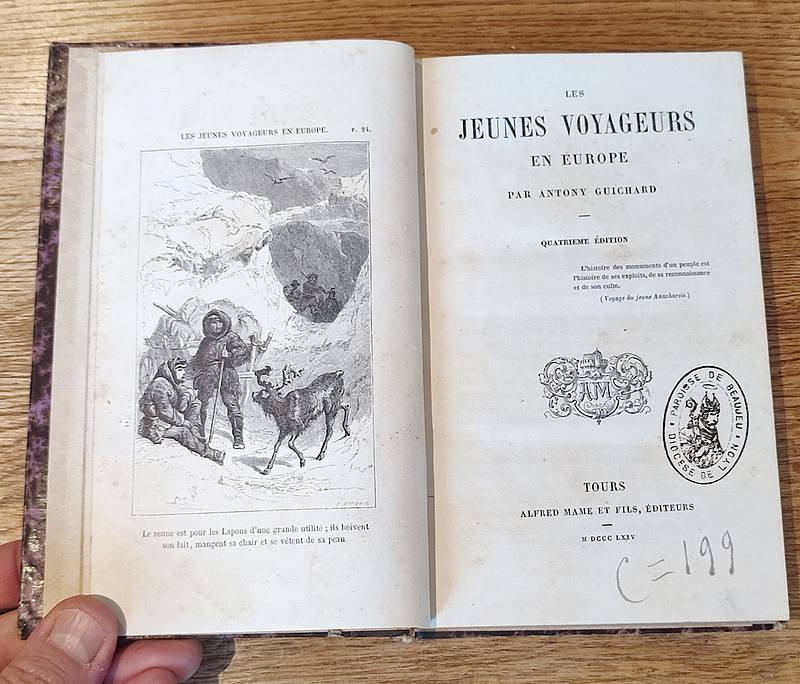 LES JEUNES VOYAGEURS EN EUROPE. P. 24.
Le renne est pour les Lapons d'une grande utilité ; ils boivent
son lait, mangent sa chair et se vêtent de sa peau.
LES
JEUNES VOYAGEURS
EN EUROPE
PAR ANTONY GUICHARD
QUATRIEME ÉDITION
L'histoire des monuments d'un peuple est
l'histoire de ses exploits, de sa reconnaissance
et de son culte.
(Voyage du jeune Anacharsis.)
AM
PAROISSE DE BEAUJEU
DIOCÈSE DE LYON
TOURS
ALFRED MAME ET FILS, ÉDITEURS
M DCCC LXIV
C=199